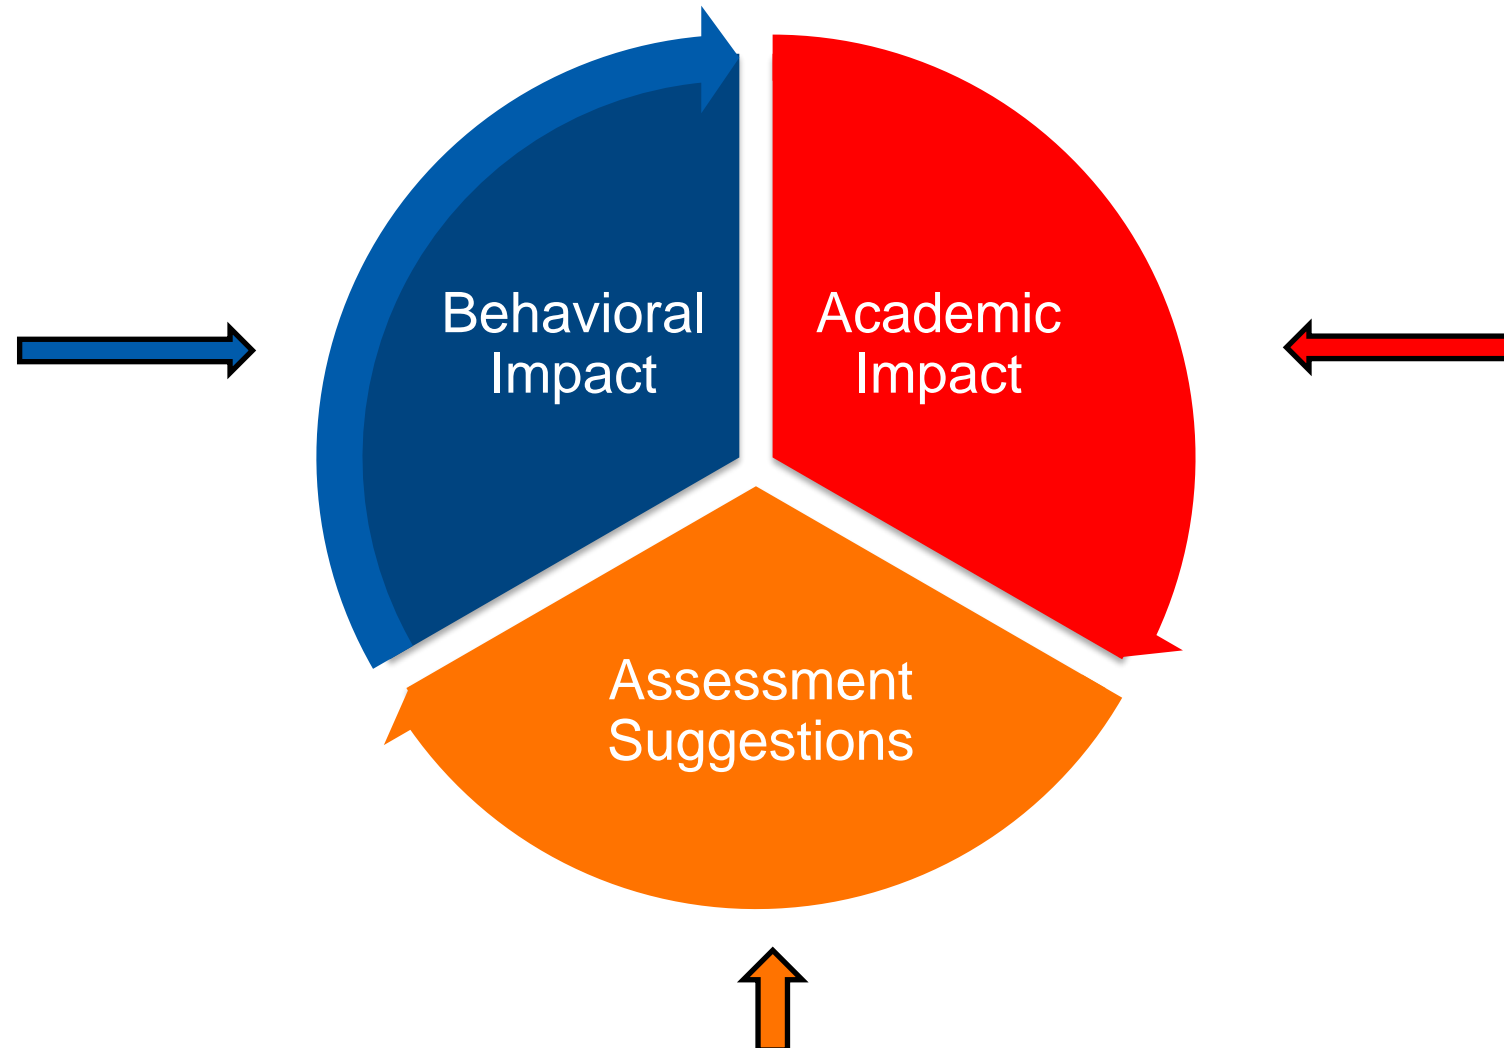 Behavioral
Impact
Academic
Impact
Assessment
Suggestions